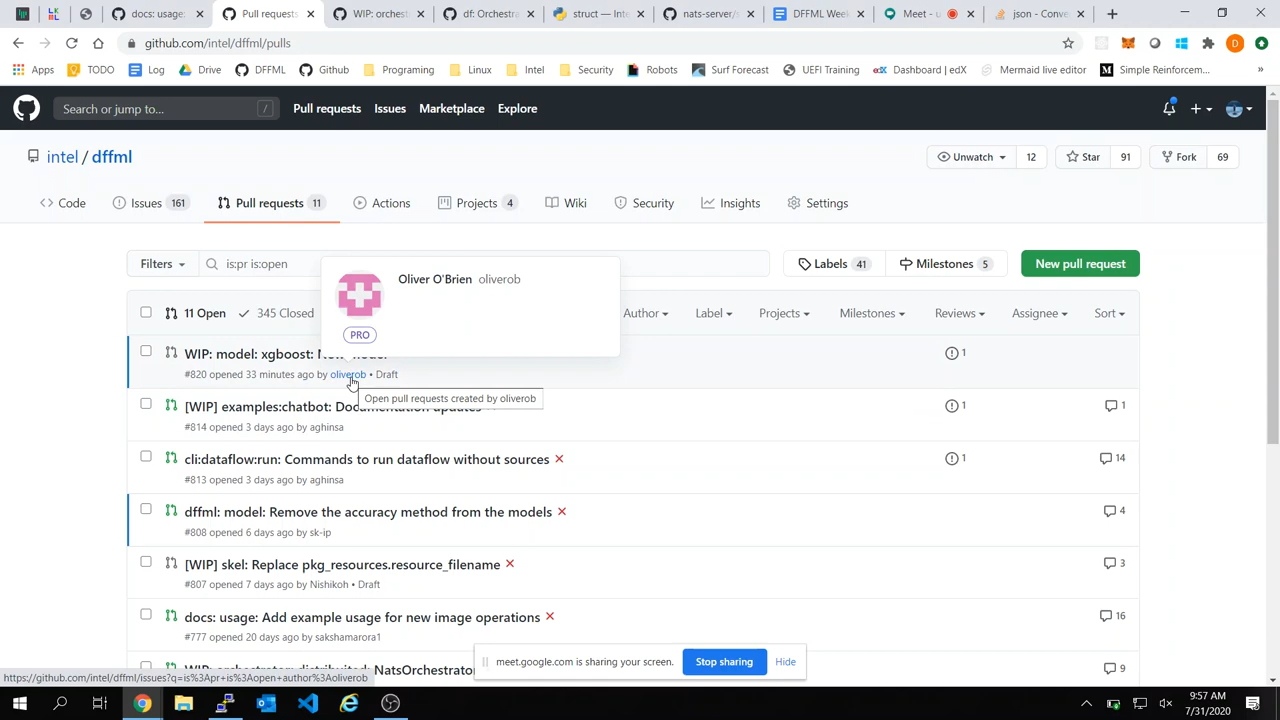 docs: usage:
Pull requests
WIP: orchest
df: Orchestra
struct — Inte
nats-server/s
DFFML Week
Meet - u
json - Conve
github.com/intel/dffml/pulls
Apps
TODO
Log
Drive
DFFML
Github
Programing
Linux
Intel
Security
Robots
Surf Forecast
UEFI Training
Dashboard | edX
Mermaid live editor
Simple Reinforcem...
Search or jump to...
/
Pull requests
Issues
Marketplace
Explore
intel / dffml
Unwatch
12
Star
91
Fork
69
Code
Issues 161
Pull requests 11
Actions
Projects 4
Wiki
Security
Insights
Settings
Filters
is:pr is:open
Labels 41
Milestones 5
New pull request
Oliver O'Brien oliverob
PRO
11 Open
345 Closed
Author
Label
Projects
Milestones
Reviews
Assignee
Sort
WIP: model: xgboost:
1
#820 opened 33 minutes ago by oliverob • Draft
Open pull requests created by oliverob
[WIP] examples:chatbot: Documentation updates
1
1
#814 opened 3 days ago by aghinsa
cli:dataflow:run: Commands to run dataflow without sources
1
14
#813 opened 3 days ago by aghinsa
dffml: model: Remove the accuracy method from the models
4
#808 opened 6 days ago by sk-ip
[WIP] skel: Replace pkg_resources.resource_filename
3
#807 opened 7 days ago by Nishikoh • Draft
docs: usage: Add example usage for new image operations
16
#777 opened 20 days ago by sakshamarora1
WIP: orchestrator: distributed: NatsOrchestrator
9
meet.google.com is sharing your screen.
Stop sharing
Hide
https://github.com/intel/dffml/issues?q=is%3Apr+is%3Aopen+author%3Aoliverob
9:57 AM
7/31/2020